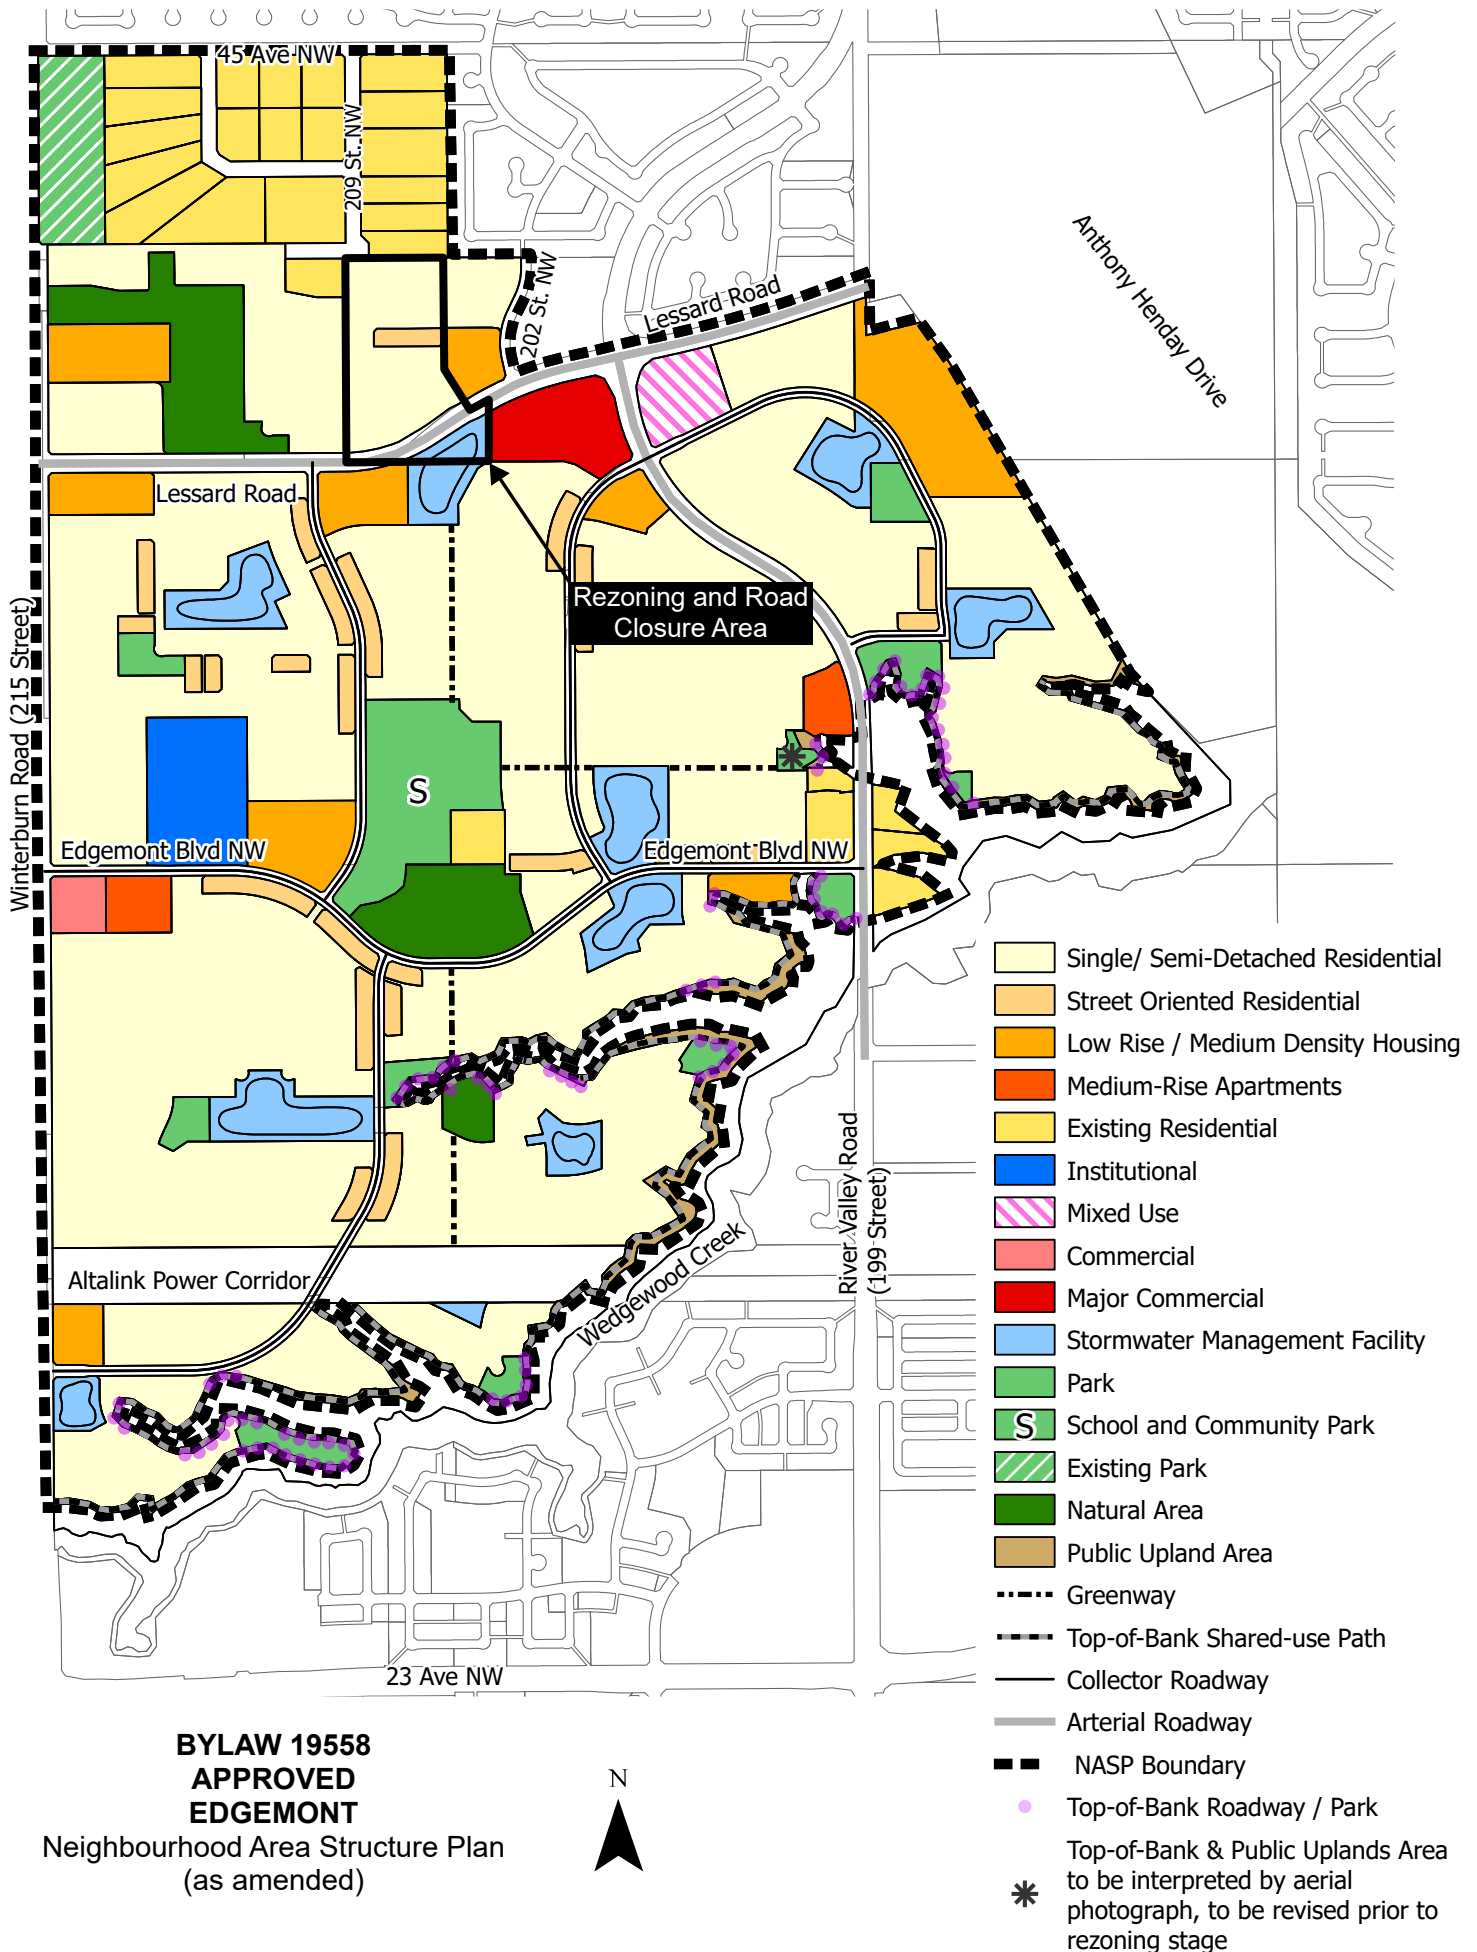 45 Ave NW
209 St. NW
202 St. NW
Lessard Road
Anthony Henday Drive
Lessard Road
Rezoning and Road
Closure Area
Winterburn Road (215 Street)
S
Edgemont Blvd NW
Edgemont Blvd NW
River Valley Road
(199 Street)
Wedgewood Creek
Altalink Power Corridor
23 Ave NW
Single/ Semi-Detached Residential
Street Oriented Residential
Low Rise / Medium Density Housing
Medium-Rise Apartments
Existing Residential
Institutional
Mixed Use
Commercial
Major Commercial
Stormwater Management Facility
Park
S School and Community Park
Existing Park
Natural Area
Public Upland Area
Greenway
Top-of-Bank Shared-use Path
Collector Roadway
Arterial Roadway
NASP Boundary
Top-of-Bank Roadway / Park
Top-of-Bank & Public Uplands Area
to be interpreted by aerial
photograph, to be revised prior to
rezoning stage
BYLAW 19558
APPROVED
EDGEMONT
Neighbourhood Area Structure Plan
(as amended)
N